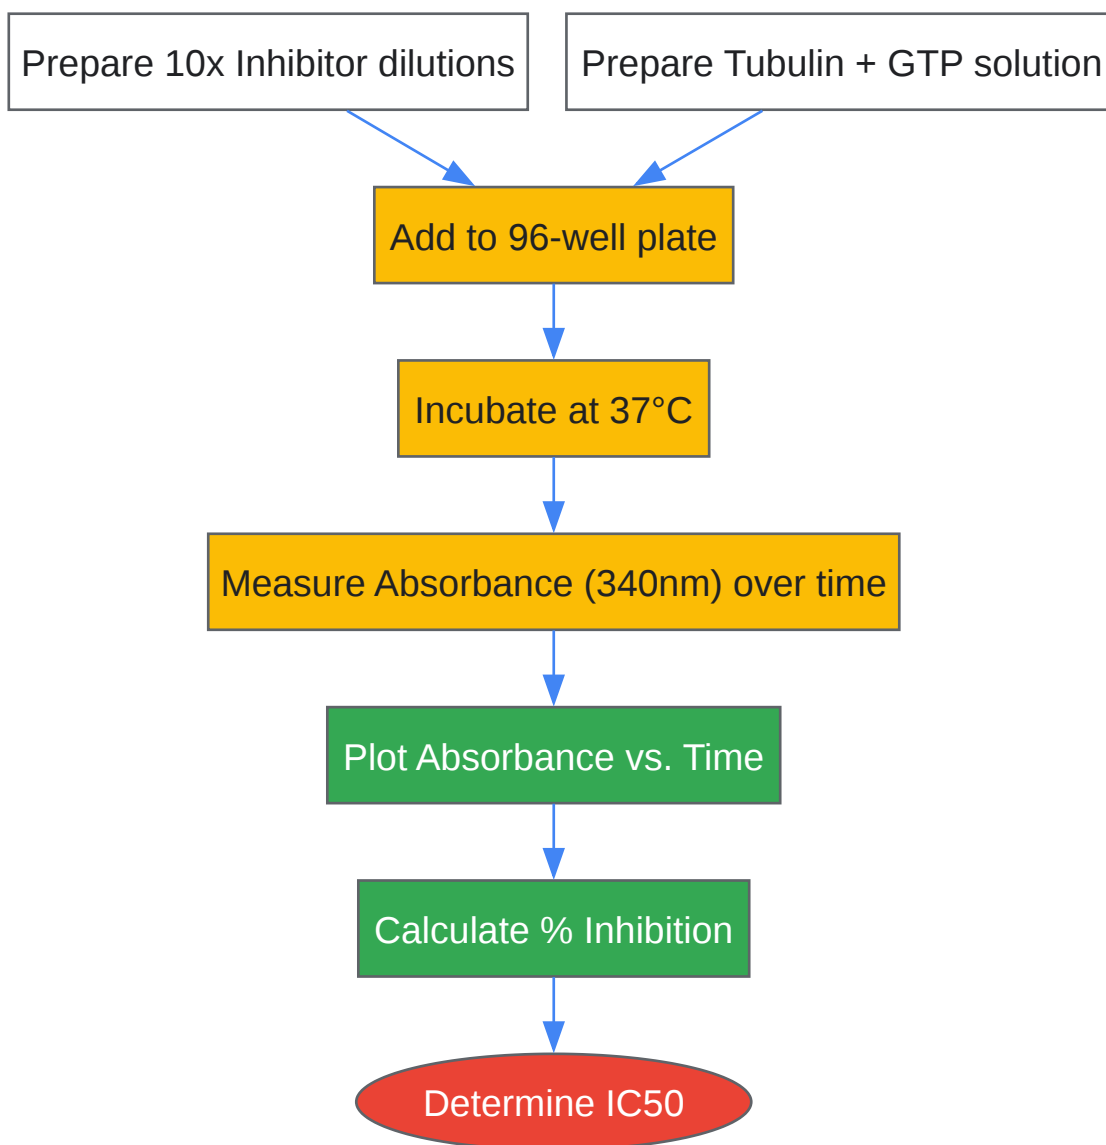 Prepare 10x Inhibitor dilutions
Prepare Tubulin + GTP solution
Add to 96-well plate
Incubate at 37°C
Measure Absorbance (340nm) over time
Plot Absorbance vs. Time
Calculate % Inhibition
Determine IC50